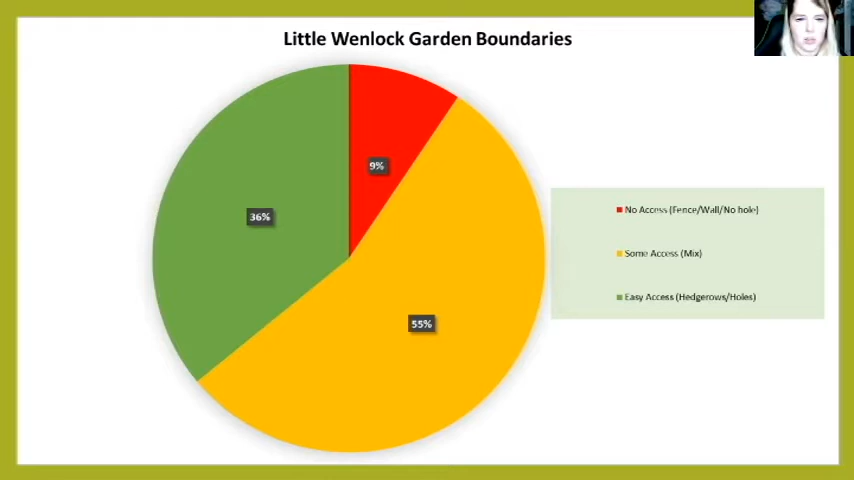 Little Wenlock Garden Boundaries
9%
36%
55%
No Access (Fence/Wall/No hole)
Some Access (Mix)
Easy Access (Hedgerows/Holes)